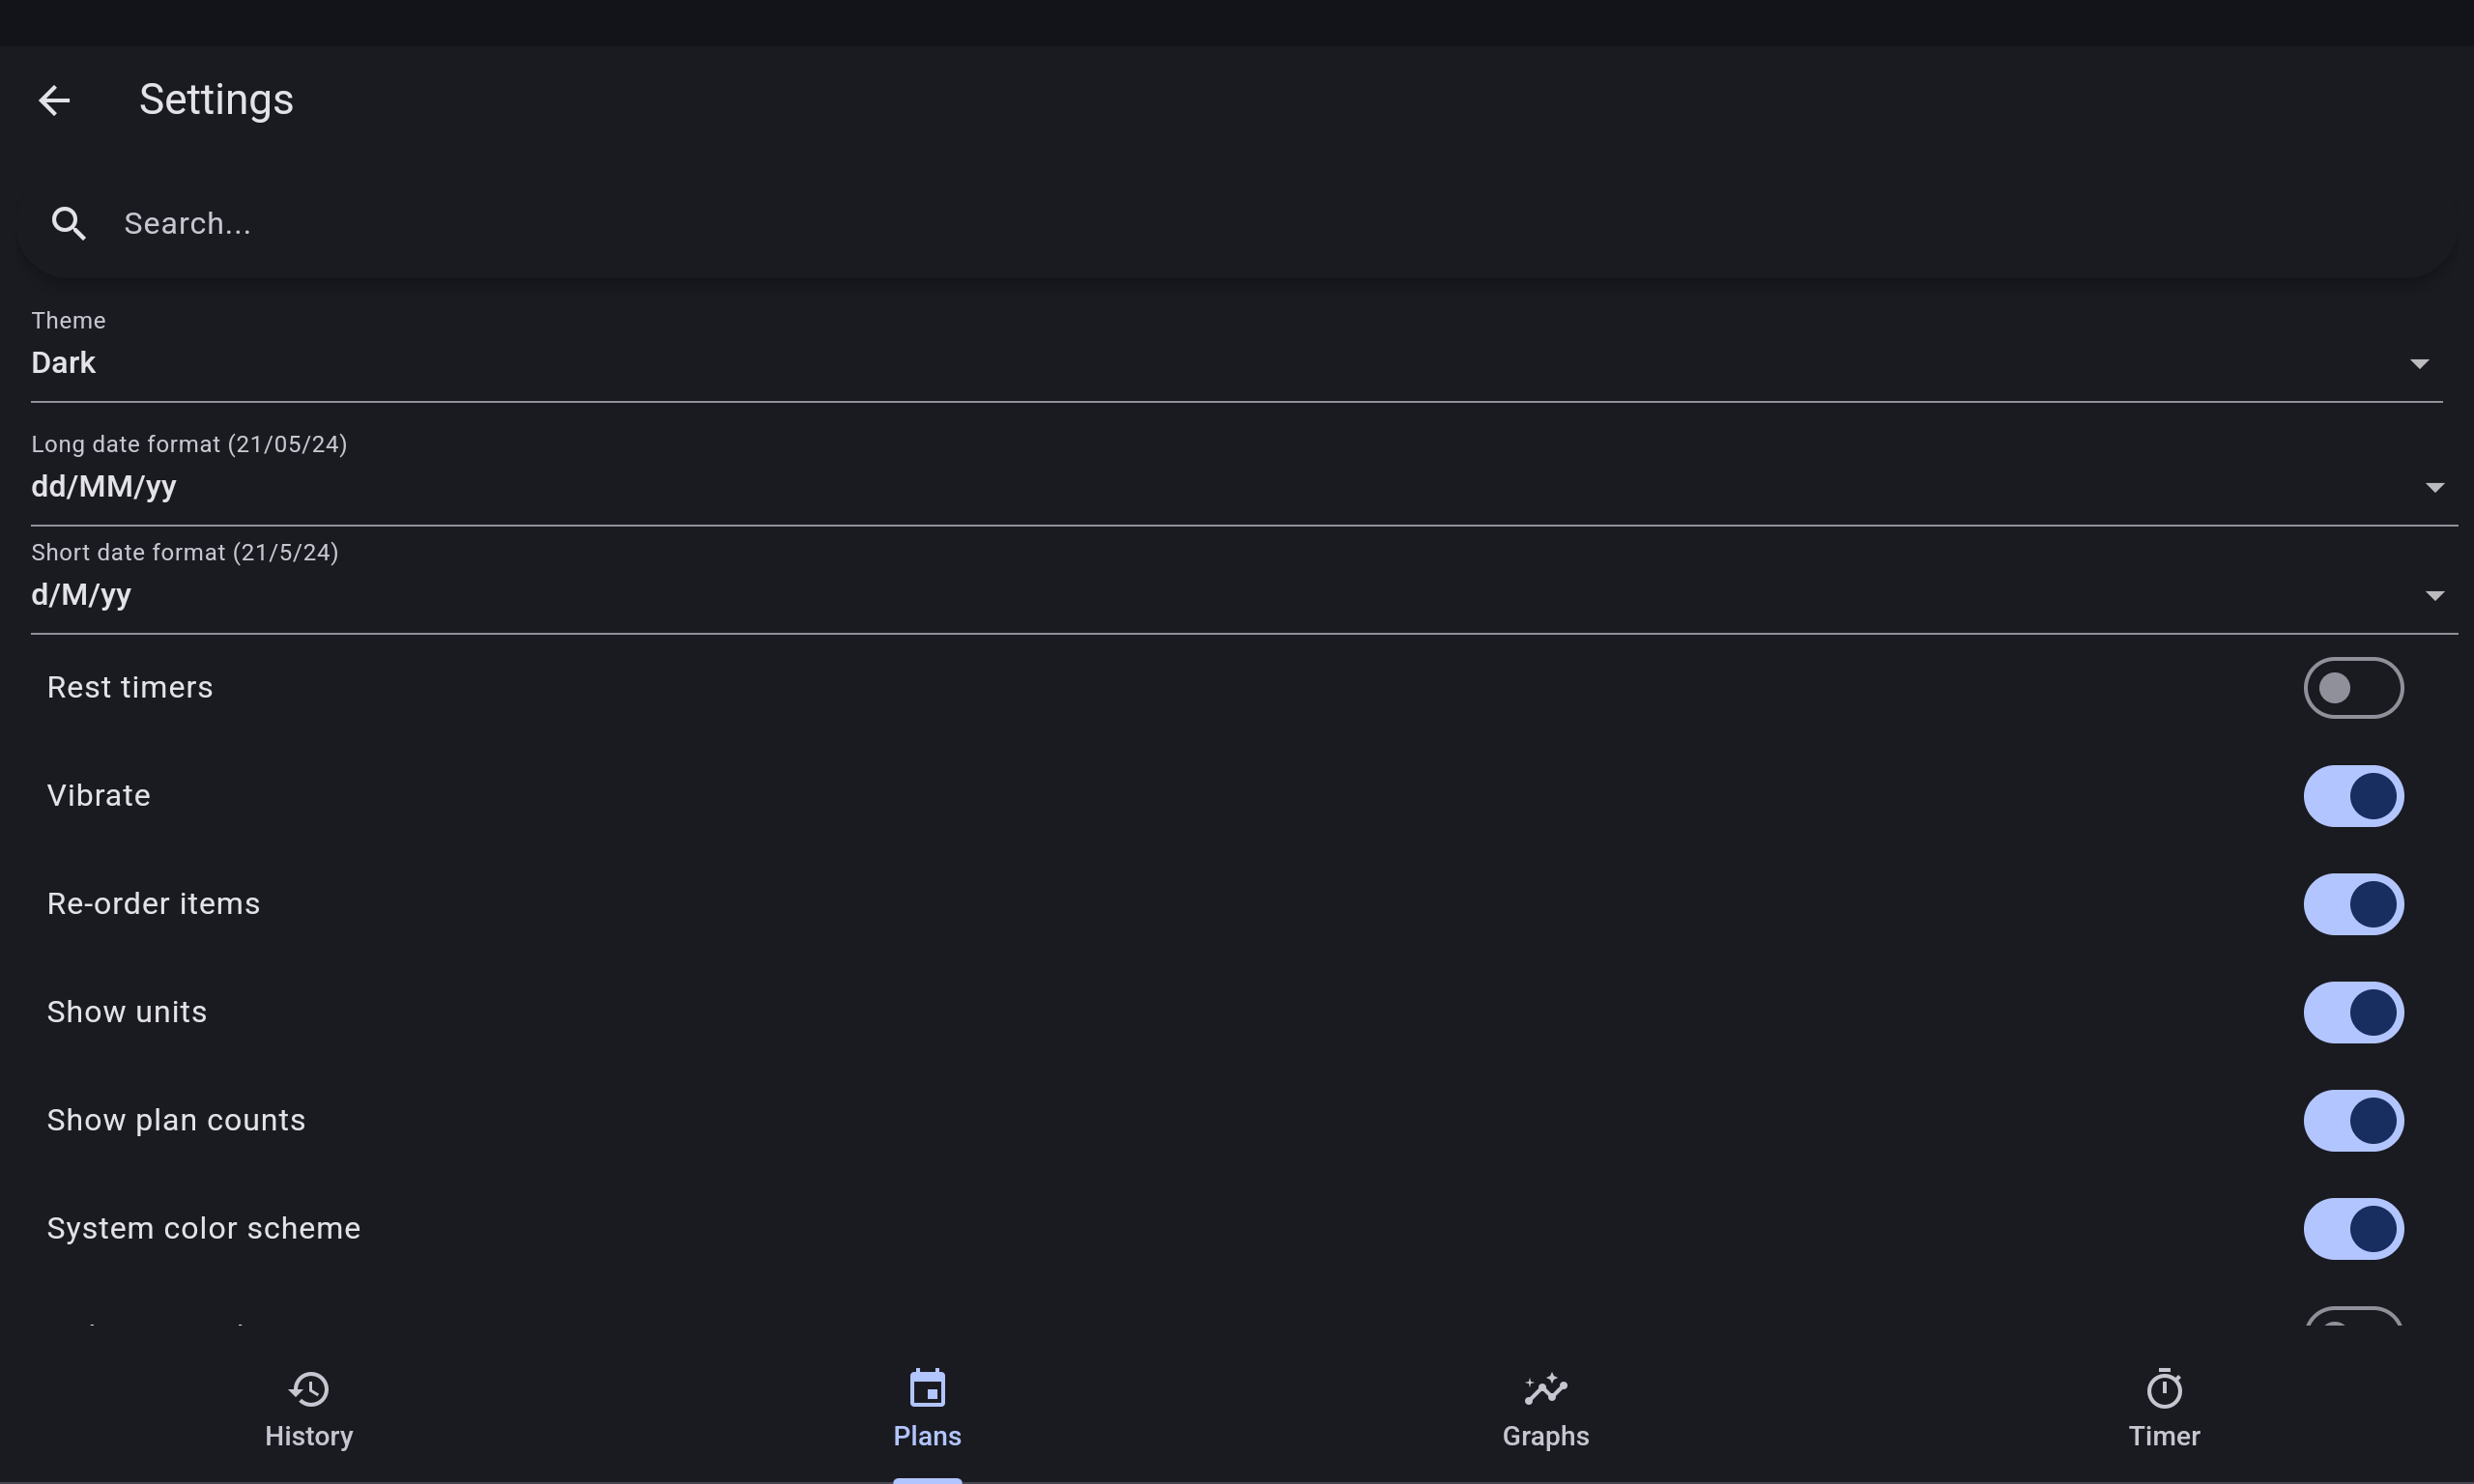 Settings
Search...
Theme
Dark
Long date format (21/05/24)
dd/MM/yy
Short date format (21/5/24)
d/M/yy
Rest timers
Vibrate
Re-order items
Show units
Show plan counts
System color scheme
History
Plans
Graphs
Timer